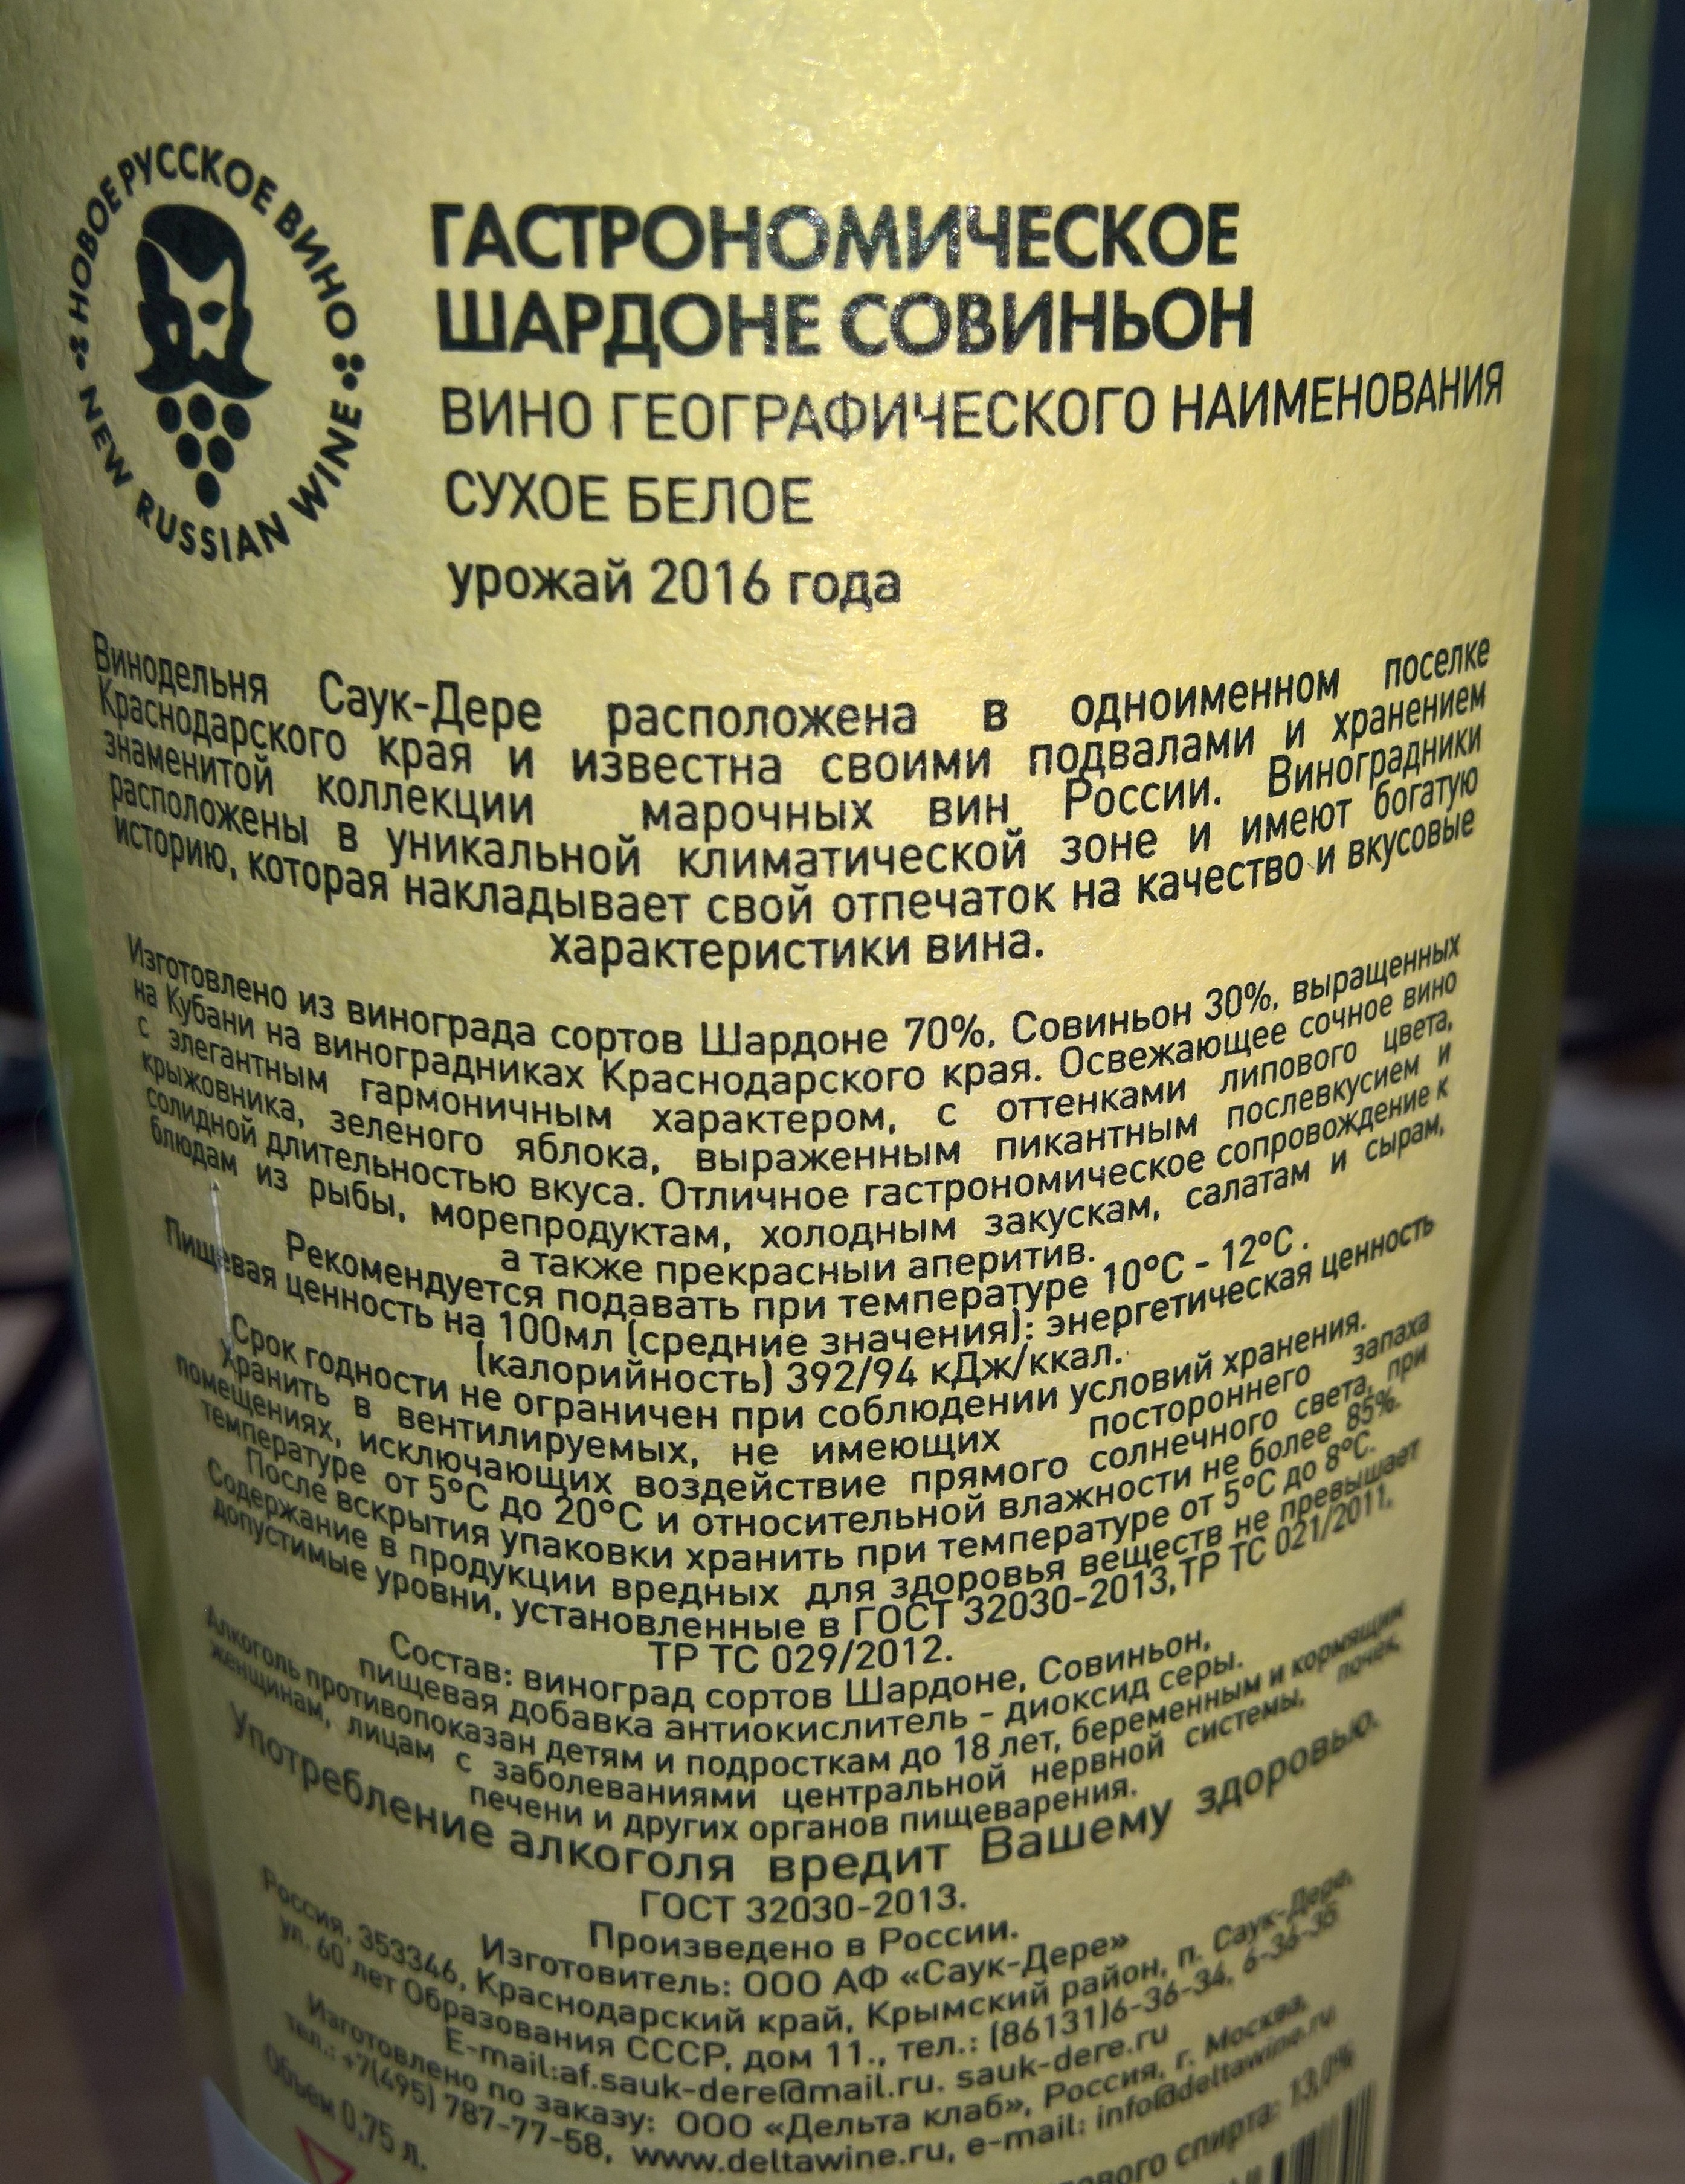 НОВОЕ РУССКОЕ ВИНО
NEW RUSSIAN WINE
ГАСТРОНОМИЧЕСКОЕ
ШАРДОНЕ СОВИНЬОН
ВИНО ГЕОГРАФИЧЕСКОГО НАИМЕНОВАНИЯ
СУХОЕ БЕЛОЕ
урожай 2016 года
Винодельня Саук-Дере расположена в одноименном поселке
Краснодарского края и известна своими подвалами и хранением
знаменитой коллекции марочных вин России. Виноградники
расположены в уникальной климатической зоне и имеют богатую
историю, которая накладывает свой отпечаток на качество и вкусовые
характеристики вина.
Изготовлено из винограда сортов Шардоне 70%, Совиньон 30%, выращенных
на Кубани на виноградниках Краснодарского края. Освежающее сочное вино
с элегантным гармоничным характером, с оттенками липового цвета,
крыжовника, зеленого яблока, выраженным пикантным послевкусием и
солидной длительностью вкуса. Отличное гастрономическое сопровождение к
блюдам из рыбы, морепродуктам, холодным закускам, салатам и сырам,
а также прекрасный аперитив.
Рекомендуется подавать при температуре 10°C - 12°C.
Пищевая ценность на 100мл (средние значения): энергетическая ценность
(калорийность) 392/94 кДж/ккал.
Срок годности не ограничен при соблюдении условий хранения.
Хранить в вентилируемых, не имеющих постороннего запаха
помещениях, исключающих воздействие прямого солнечного света, при
температуре от 5°C до 20°C и относительной влажности не более 85%.
После вскрытия упаковки хранить при температуре от 5°C до 8°C.
Содержание в продукции вредных для здоровья веществ не превышает
допустимые уровни, установленные в ГОСТ 32030-2013, ТР ТС 021/2011,
ТР ТС 029/2012.
Состав: виноград сортов Шардоне, Совиньон,
пищевая добавка антиокислитель - диоксид серы.
Алкоголь противопоказан детям и подросткам до 18 лет, беременным и кормящим
женщинам, лицам с заболеваниями центральной нервной системы, почек,
печени и других органов пищеварения.
Употребление алкоголя вредит Вашему здоровью.
ГОСТ 32030-2013.
Произведено в России.
Изготовитель: ООО АФ «Саук-Дере»
Россия, 353346, Краснодарский край, Крымский район, п. Саук-Дере,
ул. 60 лет Образования СССР, дом 11., тел.: (86131)6-36-34, 6-36-35
E-mail:af.sauk-dere@mail.ru. sauk-dere.ru
Изготовлено по заказу: ООО «Дельта клаб», Россия, г. Москва,
тел.: +7(495) 787-77-58, www.deltawine.ru, e-mail: info@deltawine.ru
Объем 0,75 л.
спирта: 13,0%